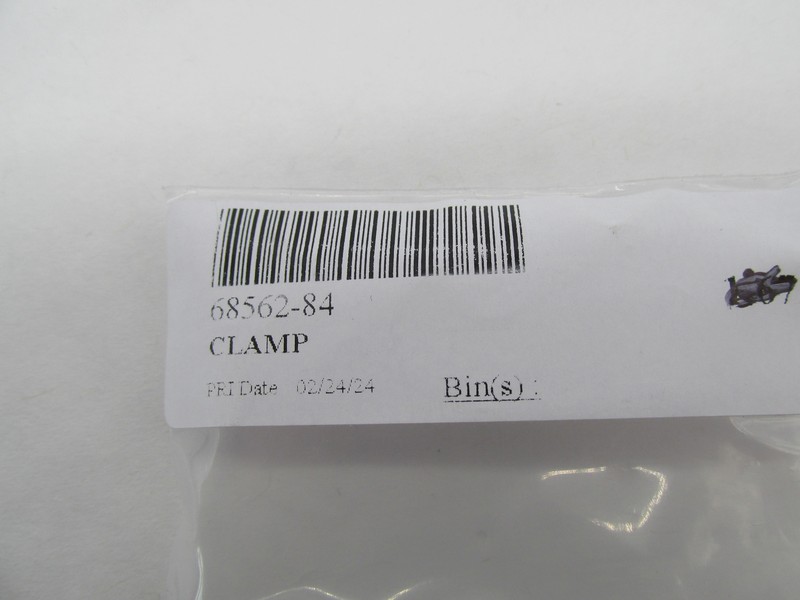 68562-84
CLAMP
PRI Date 02/24/24
Bin(s) :